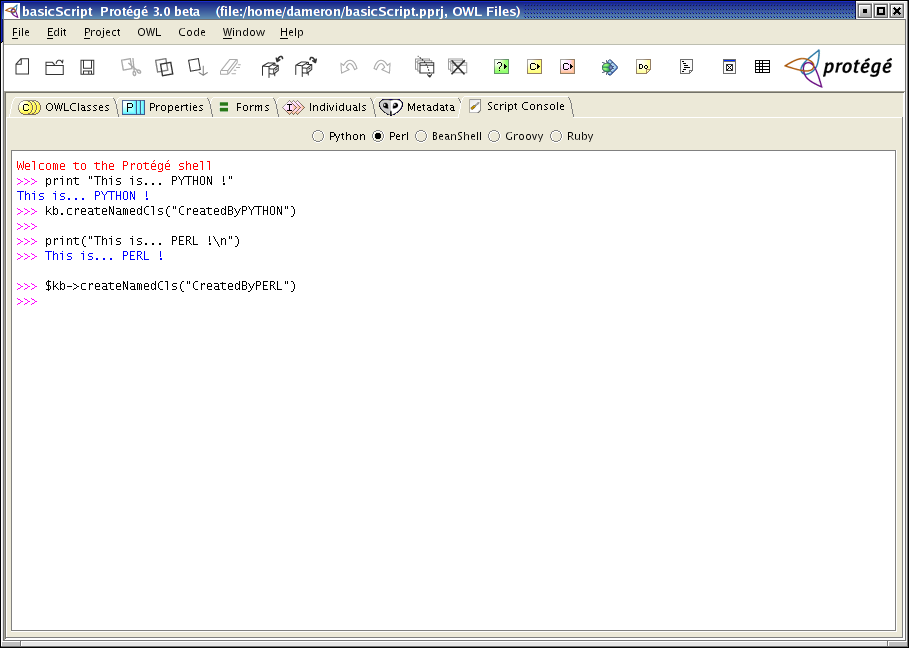 basicScript Protégé 3.0 beta (file:/home/dameron/basicScript.pprj, OWL Files)
File Edit Project OWL Code Window Help
? C C DO protégé
C OWLClasses P Properties Forms I Individuals Metadata Script Console
Python Perl BeanShell Groovy Ruby
Welcome to the Protégé shell
>>> print "This is... PYTHON !"
This is... PYTHON !
>>> kb.createNamedCls("CreatedByPYTHON")
>>>
>>> print("This is... PERL !\n")
>>> This is... PERL !
>>> $kb->createNamedCls("CreatedByPERL")
>>>